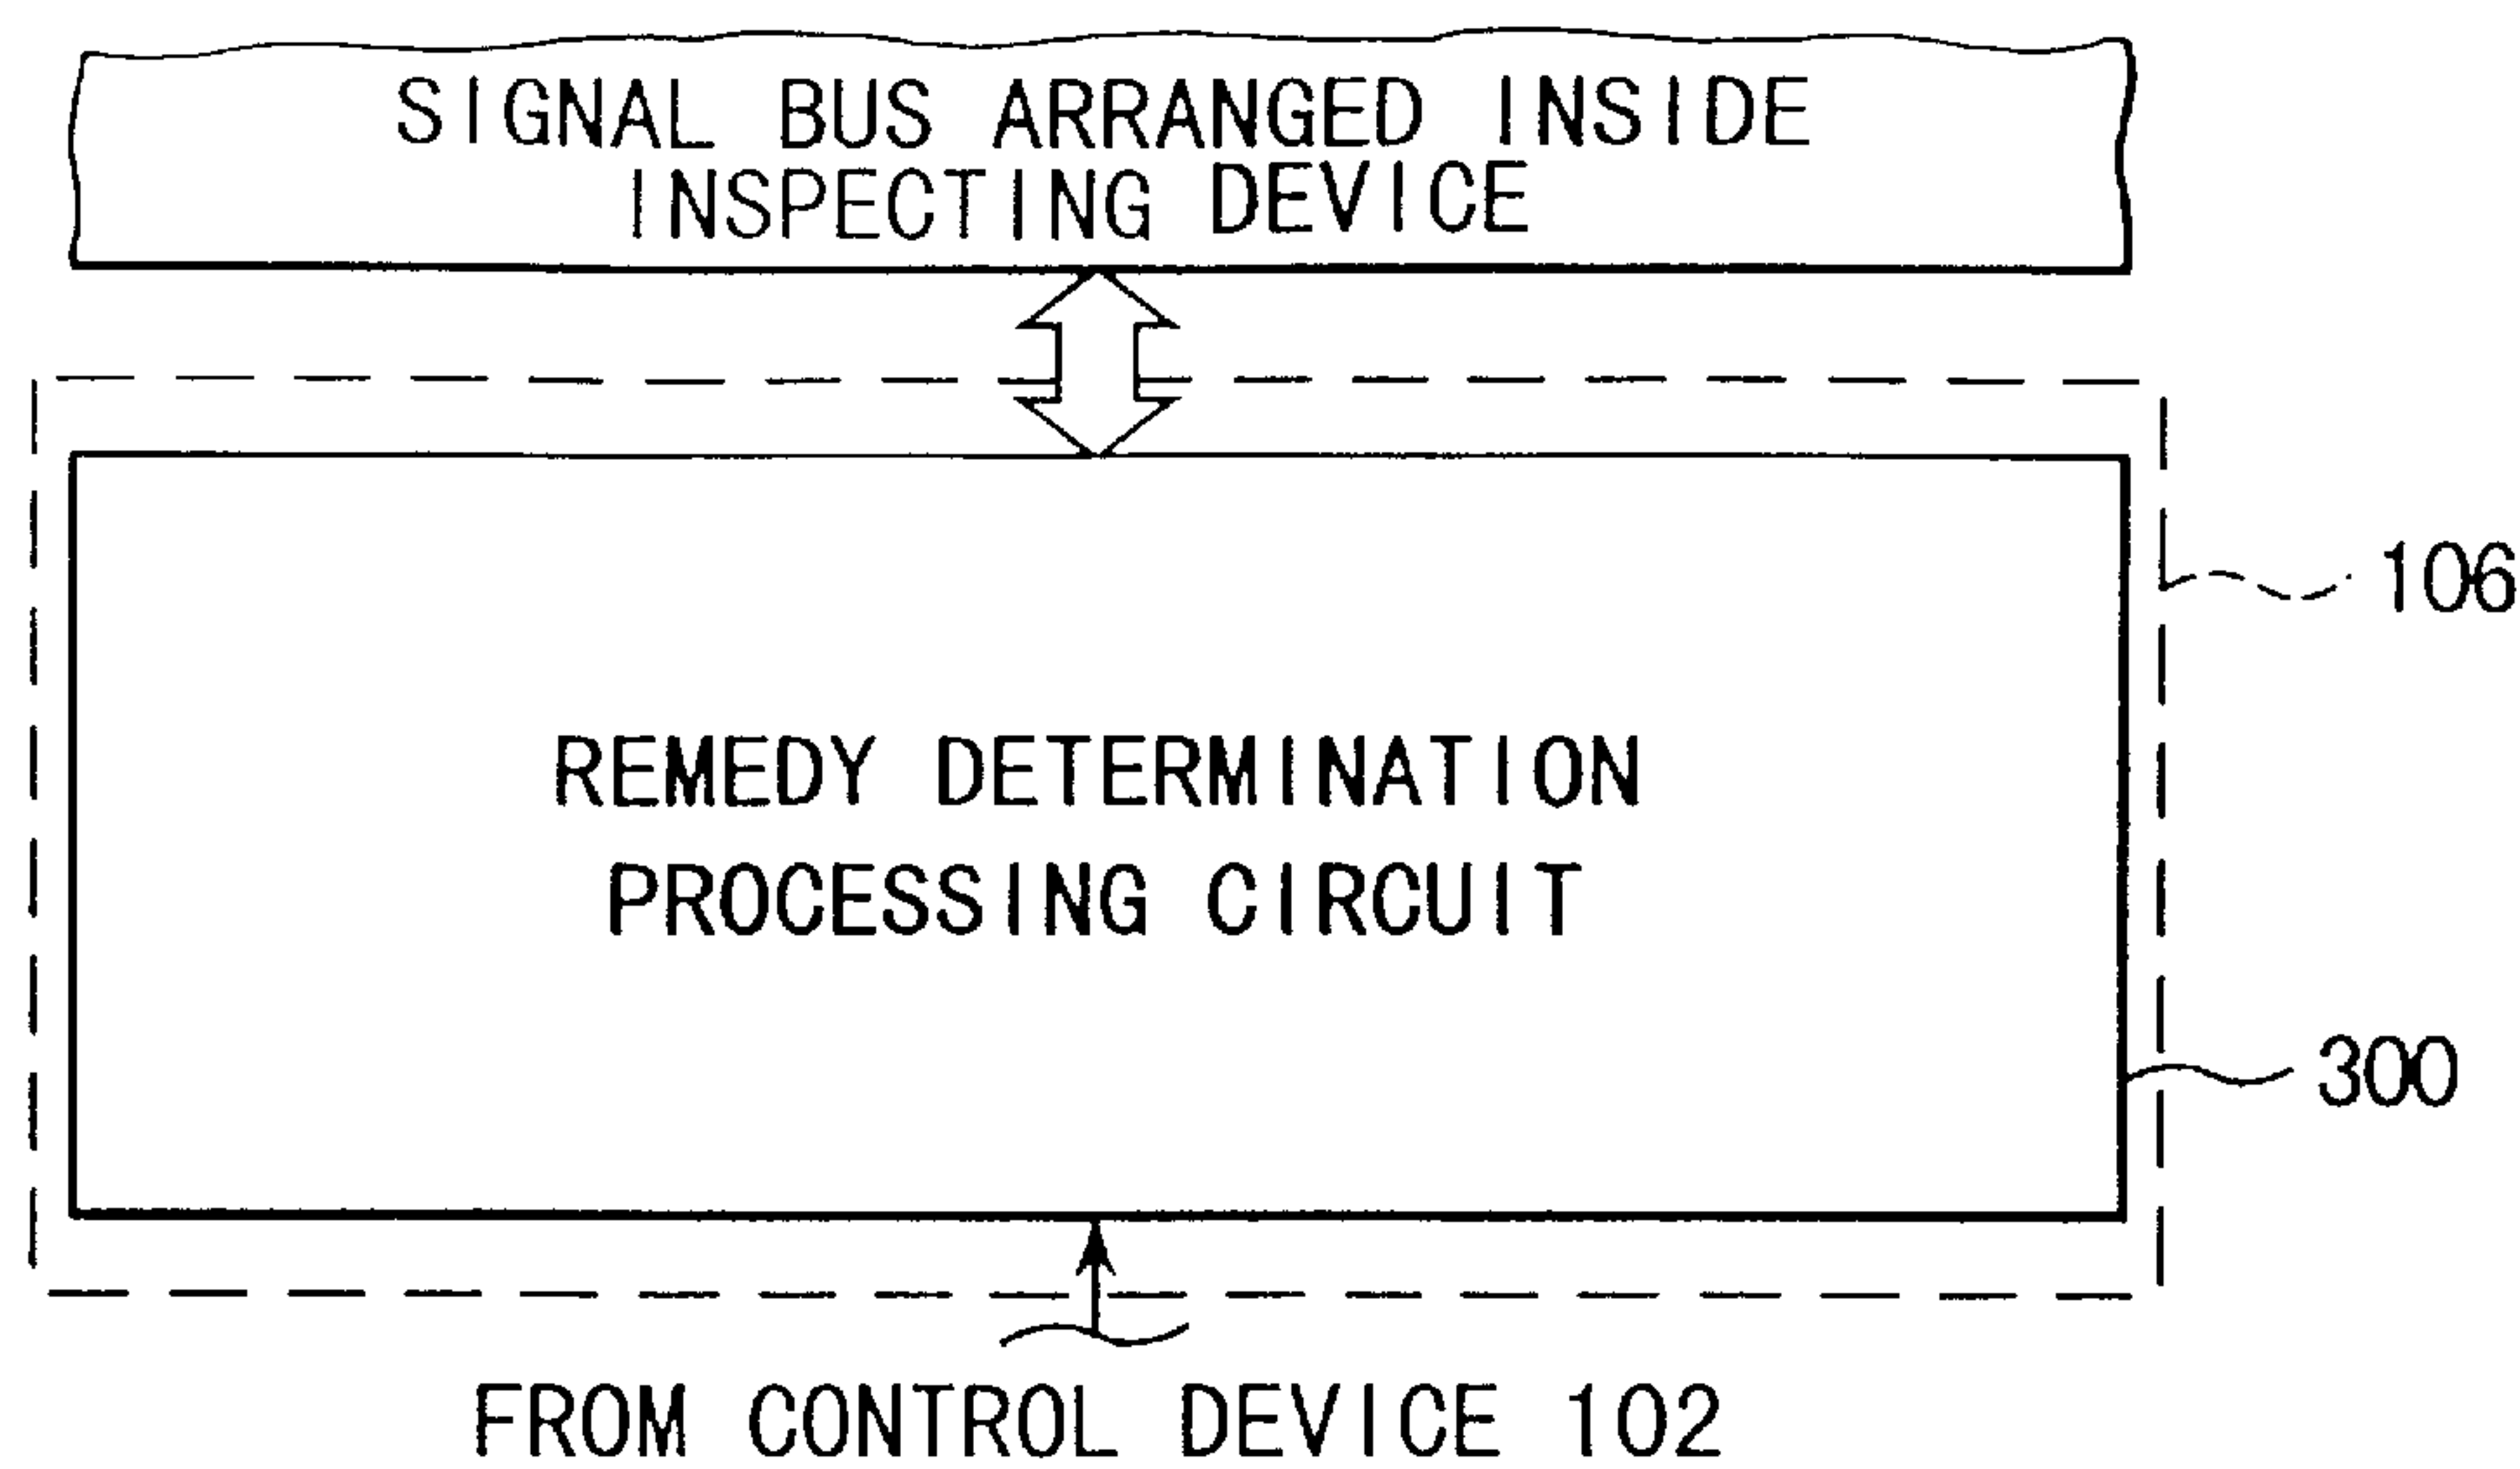 SIGNAL BUS ARRANGED INSIDE
INSPECTING DEVICE
106
REMEDY DETERMINATION
PROCESSING CIRCUIT
300
FROM CONTROL DEVICE 102